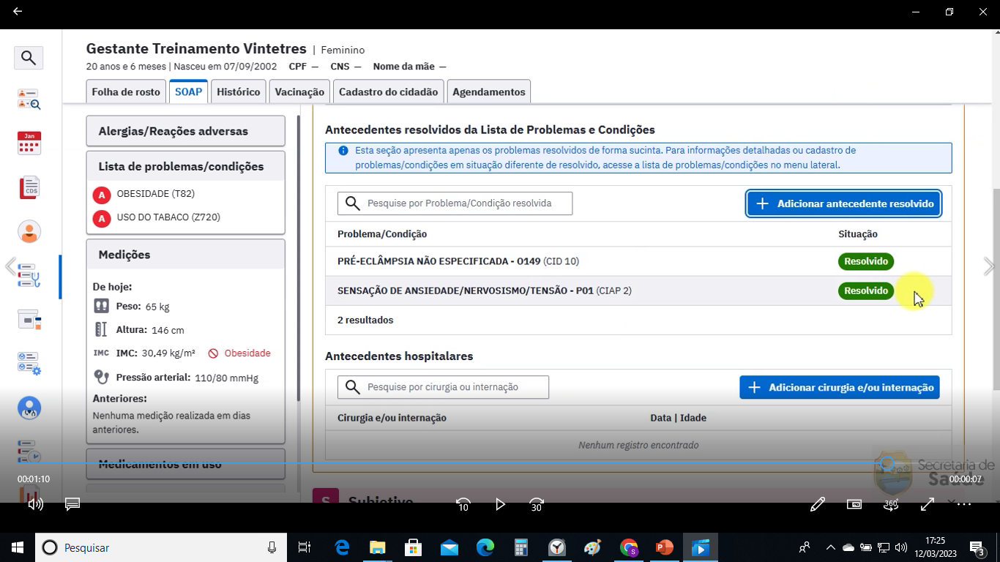 Gestante Treinamento Vintetres | Feminino
20 anos e 6 meses | Nasceu em 07/09/2002 CPF — CNS — Nome da mãe —
Folha de rosto SOAP Histórico Vacinação Cadastro do cidadão Agendamentos
Jan
CDS
Alergias/Reações adversas
Lista de problemas/condições
A OBESIDADE (T82)
A USO DO TABACO (Z720)
Medições
De hoje:
Peso: 65 kg
Altura: 146 cm
IMC IMC: 30,49 kg/m² Obesidade
Pressão arterial: 110/80 mmHg
Anteriores:
Nenhuma medição realizada em dias
anteriores.
Medicamentos em uso
Antecedentes resolvidos da Lista de Problemas e Condições
Esta seção apresenta apenas os problemas resolvidos de forma sucinta. Para informações detalhadas ou cadastro de
problemas/condições em situação diferente de resolvido, acesse a lista de problemas/condições no menu lateral.
Pesquise por Problema/Condição resolvida
+ Adicionar antecedente resolvido
Problema/Condição Situação
PRÉ-ECLÂMPSIA NÃO ESPECIFICADA - O149 (CID 10) Resolvido
SENSAÇÃO DE ANSIEDADE/NERVOSISMO/TENSÃO - P01 (CIAP 2) Resolvido
2 resultados
Antecedentes hospitalares
Pesquise por cirurgia ou internação
+ Adicionar cirurgia e/ou internação
Cirurgia e/ou internação Data | Idade
Nenhum registro encontrado
S Subjetivo
Secretaria de
Saúde
00:01:10 00:00:07
10 30 360°
Pesquisar
17:25
12/03/2023
3